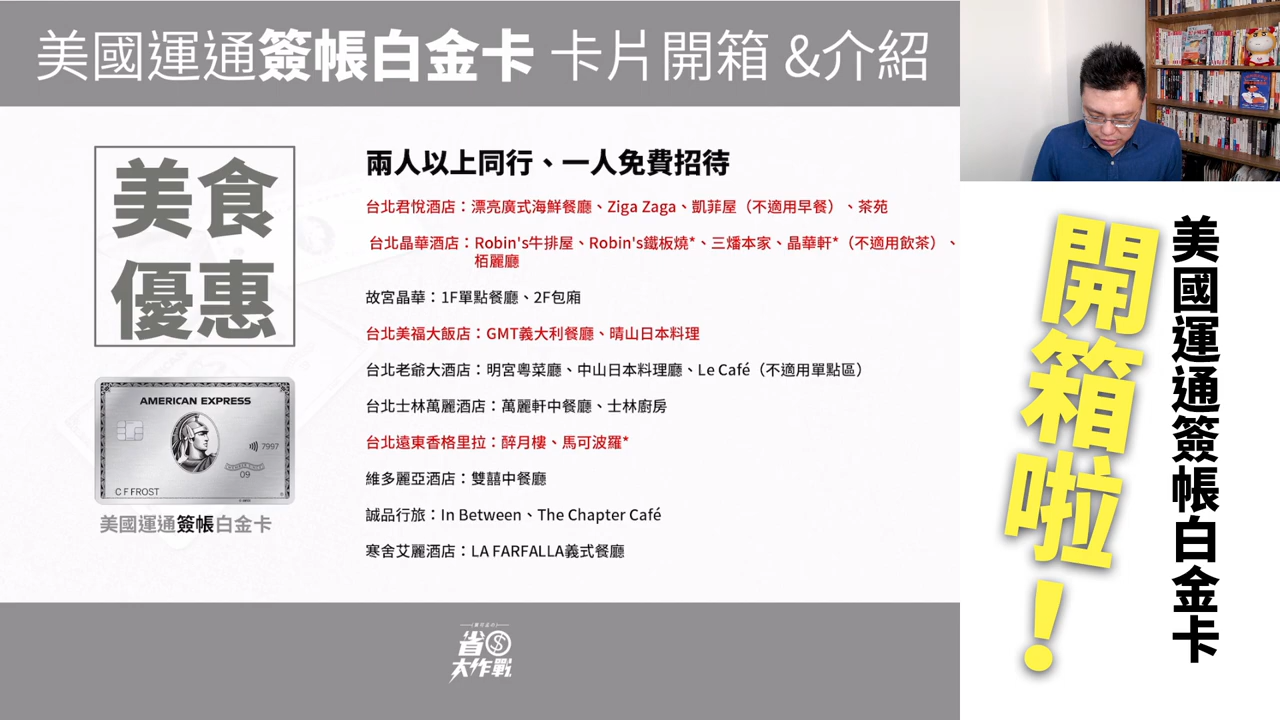 美國運通簽帳白金卡 卡片開箱 &介紹
美食
優惠
AMERICAN EXPRESS
7997
09
C F FROST
美國運通簽帳白金卡
兩人以上同行、一人免費招待
台北君悅酒店：漂亮廣式海鮮餐廳、Ziga Zaga、凱菲屋（不適用早餐）、茶苑
台北晶華酒店：Robin's牛排屋、Robin's鐵板燒*、三燔本家、晶華軒*（不適用飲茶）、
栢麗廳
故宮晶華：1F單點餐廳、2F包廂
台北美福大飯店：GMT義大利餐廳、晴山日本料理
台北老爺大酒店：明宮粵菜廳、中山日本料理廳、Le Café（不適用單點區）
台北士林萬麗酒店：萬麗軒中餐廳、士林廚房
台北遠東香格里拉：醉月樓、馬可波羅*
維多麗亞酒店：雙囍中餐廳
誠品行旅：In Between、The Chapter Café
寒舍艾麗酒店：LA FARFALLA義式餐廳
省$
大作戰
美國運通簽帳白金卡
開箱啦！